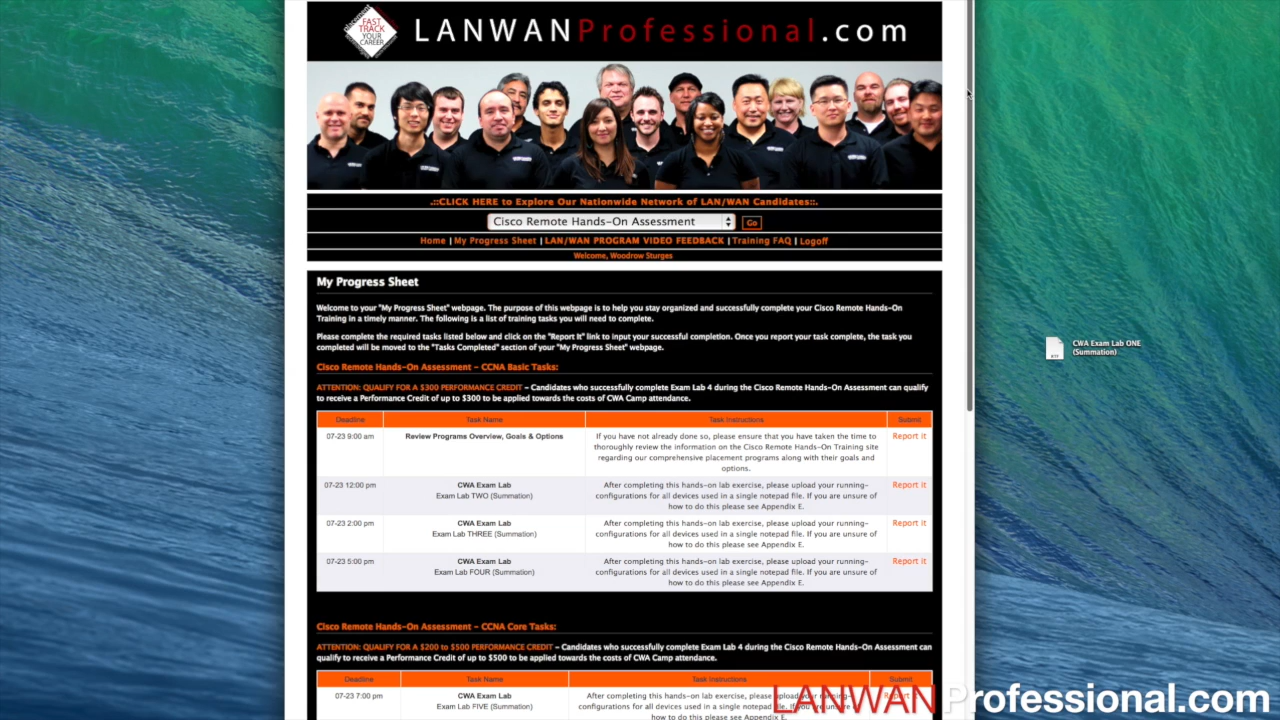 FAST
TRACK
YOUR
CAREER
LANWANProfessional.com
.::CLICK HERE to Explore Our Nationwide Network of LAN/WAN Candidates::.
Cisco Remote Hands-On Assessment Go
Home | My Progress Sheet | LAN/WAN PROGRAM VIDEO FEEDBACK | Training FAQ | Logoff
Welcome, Woodrow Sturges
My Progress Sheet
Welcome to your "My Progress Sheet" webpage. The purpose of this webpage is to help you stay organized and successfully complete your Cisco Remote Hands-On
Training in a timely manner. The following is a list of training tasks you will need to complete.
Please complete the required tasks listed below and click on the "Report It" link to input your successful completion. Once you report your task complete, the task you
completed will be moved to the "Tasks Completed" section of your "My Progress Sheet" webpage.
CWA Exam Lab ONE
(Summation)
Cisco Remote Hands-On Assessment - CCNA Basic Tasks:
ATTENTION: QUALIFY FOR A $300 PERFORMANCE CREDIT - Candidates who successfully complete Exam Lab 4 during the Cisco Remote Hands-On Assessment can qualify
to receive a Performance Credit of up to $300 to be applied towards the costs of CWA Camp attendance.
Deadline Task Name Task Instructions Submit
07-23 9:00 am Review Programs Overview, Goals & Options If you have not already done so, please ensure that you have taken the time to Report it
thoroughly review the information on the Cisco Remote Hands-On Training site
regarding our comprehensive placement programs along with their goals and
options.
07-23 12:00 pm CWA Exam Lab After completing this hands-on lab exercise, please upload your running- Report it
Exam Lab TWO (Summation) configurations for all devices used in a single notepad file. If you are unsure of
how to do this please see Appendix E.
07-23 2:00 pm CWA Exam Lab After completing this hands-on lab exercise, please upload your running- Report it
Exam Lab THREE (Summation) configurations for all devices used in a single notepad file. If you are unsure of
how to do this please see Appendix E.
07-23 5:00 pm CWA Exam Lab After completing this hands-on lab exercise, please upload your running- Report it
Exam Lab FOUR (Summation) configurations for all devices used in a single notepad file. If you are unsure of
how to do this please see Appendix E.
Cisco Remote Hands-On Assessment - CCNA Core Tasks:
ATTENTION: QUALIFY FOR A $200 to $500 PERFORMANCE CREDIT - Candidates who successfully complete Exam Lab 4 during the Cisco Remote Hands-On Assessment can
qualify to receive a Performance Credit of up to $500 to be applied towards the costs of CWA Camp attendance.
Deadline Task Name Task Instructions Submit
07-23 7:00 pm CWA Exam Lab After completing this hands-on lab exercise, please upload your running-
Exam Lab FIVE (Summation) configurations for all devices used in a single notepad file. If you are unsure of
how to do this please see Appendix E.
LANWANProfessional.com